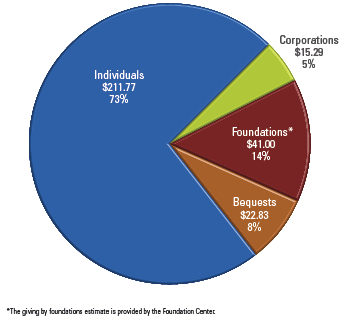 Corporations
$15.29
5%
Individuals
$211.77
73%
Foundations*
$41.00
14%
Bequests
$22.83
8%
*The giving by foundations estimate is provided by the Foundation Center.